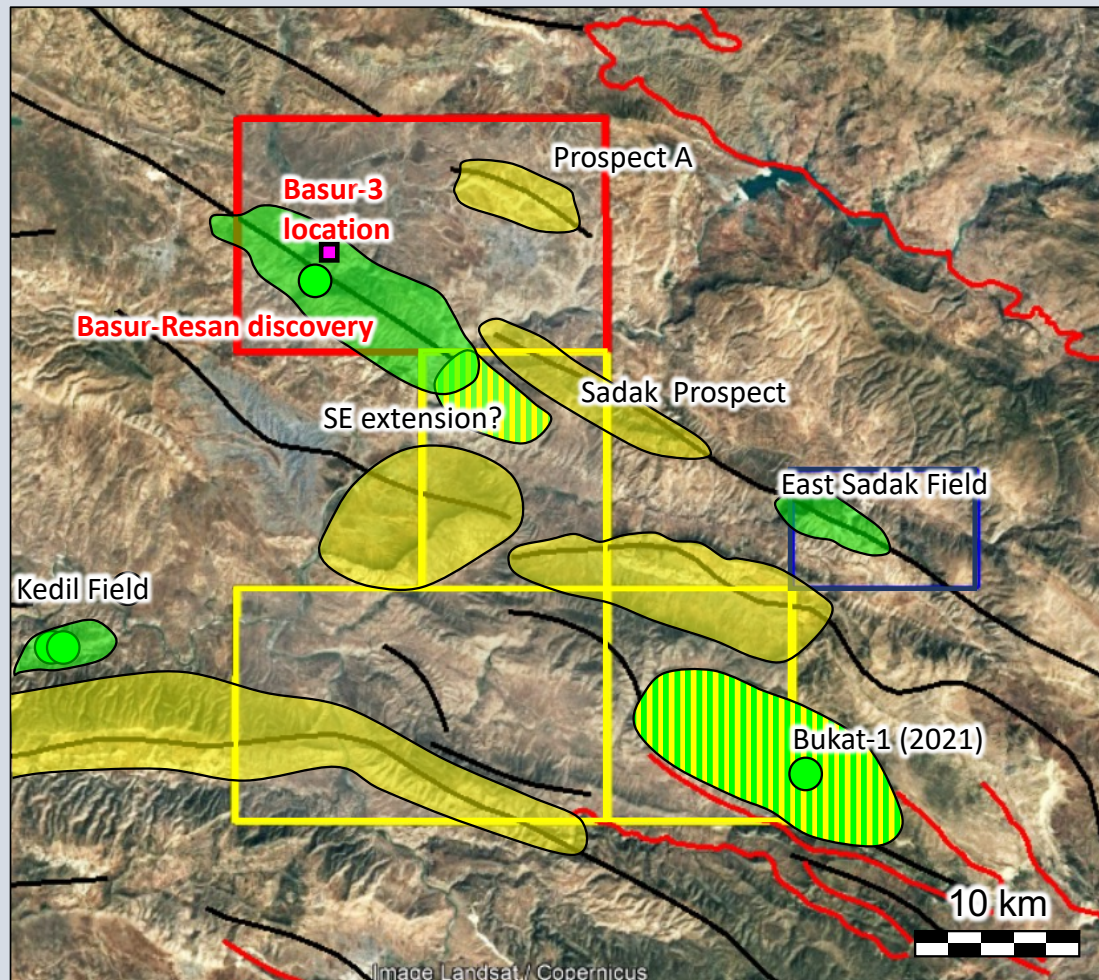 Prospect A
Basur-3
location
Basur-Resan discovery
Sadak Prospect
SE extension?
East Sadak Field
Kedil Field
Bukat-1 (2021)
10 km
Image Landsat / Copernicus